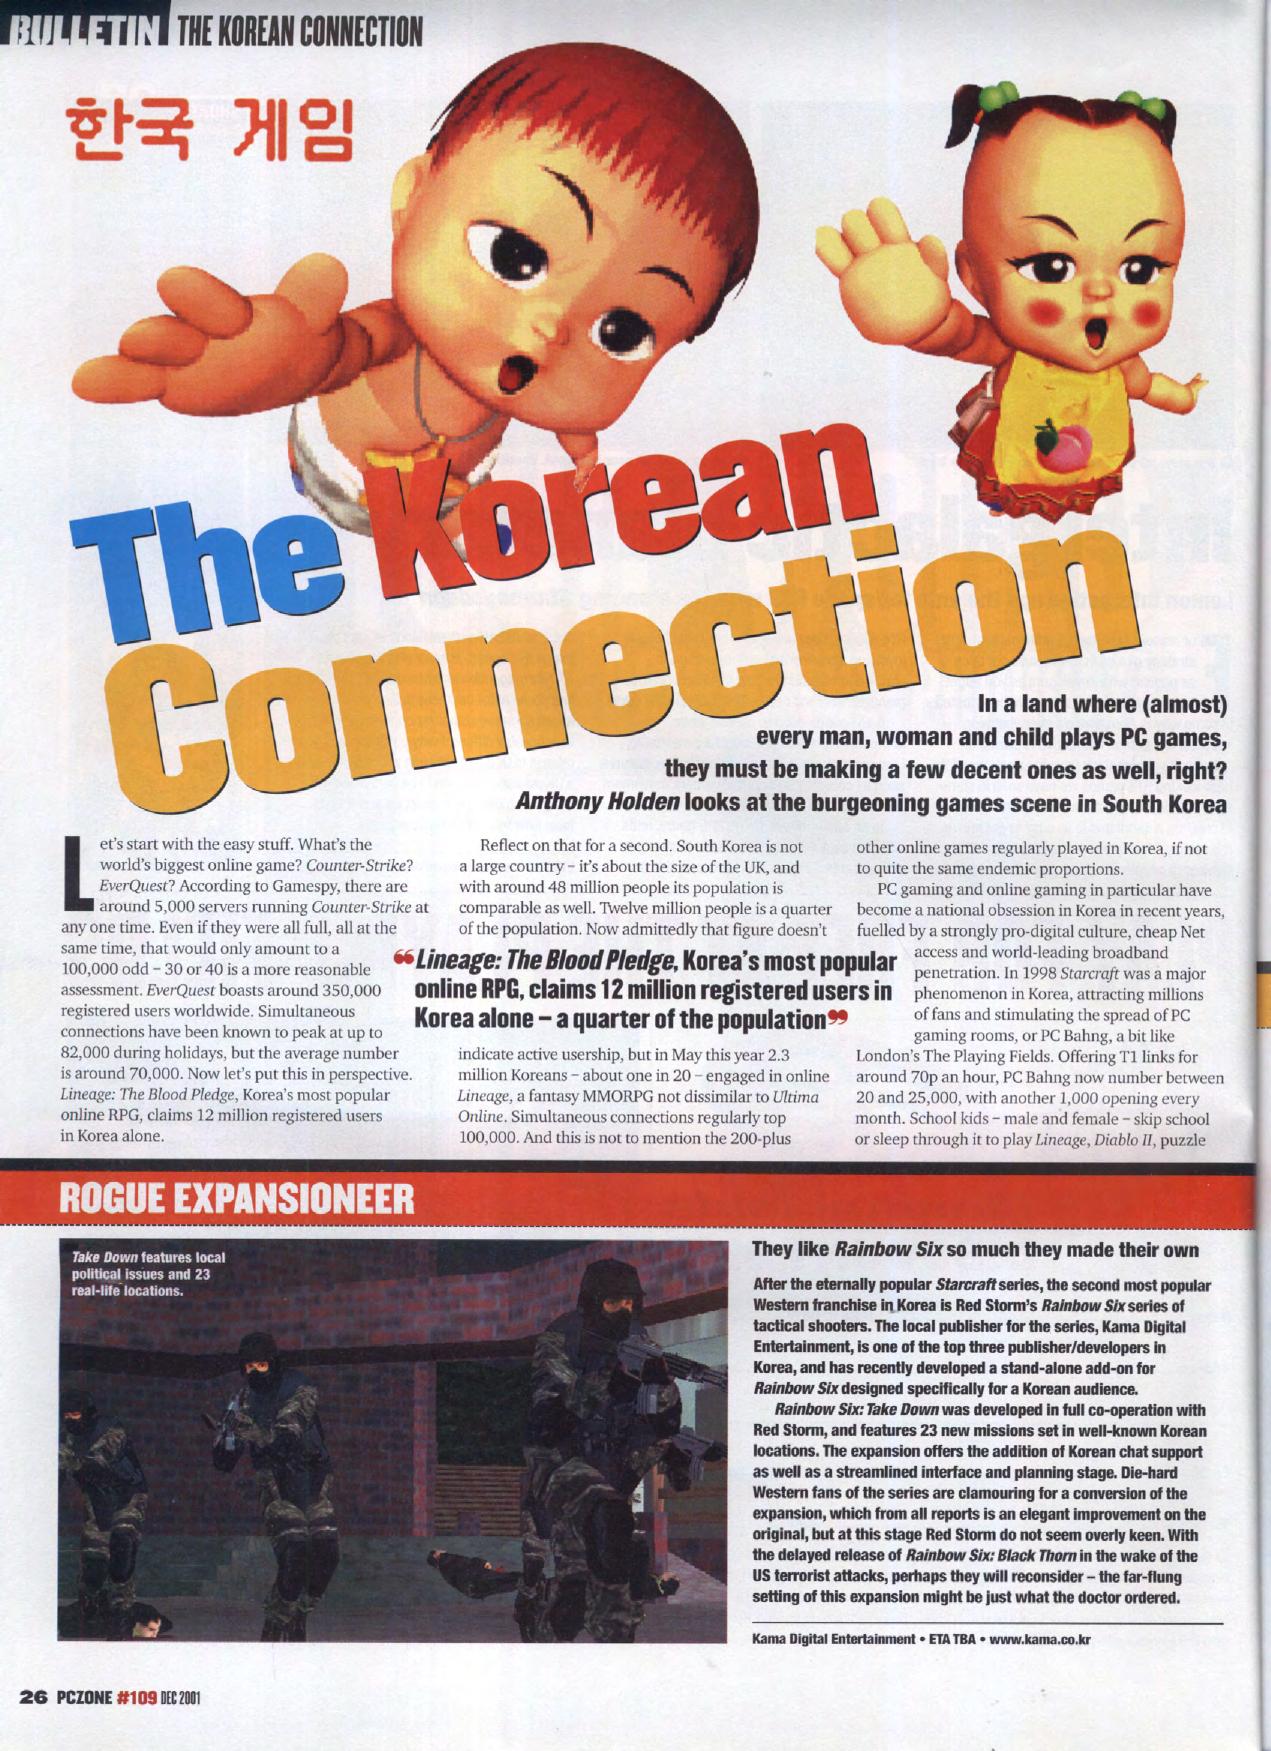 BULLETIN THE KOREAN CONNECTION
한국 게임
The Korean
Connection
In a land where (almost)
every man, woman and child plays PC games,
they must be making a few decent ones as well, right?
Anthony Holden looks at the burgeoning games scene in South Korea
Let's start with the easy stuff. What's the
world's biggest online game? Counter-Strike?
EverQuest? According to Gamespy, there are
around 5,000 servers running Counter-Strike at
any one time. Even if they were all full, all at the
same time, that would only amount to a
100,000 odd – 30 or 40 is a more reasonable
assessment. EverQuest boasts around 350,000
registered users worldwide. Simultaneous
connections have been known to peak at up to
82,000 during holidays, but the average number
is around 70,000. Now let's put this in perspective.
Lineage: The Blood Pledge, Korea's most popular
online RPG, claims 12 million registered users
in Korea alone.
Reflect on that for a second. South Korea is not
a large country – it's about the size of the UK, and
with around 48 million people its population is
comparable as well. Twelve million people is a quarter
of the population. Now admittedly that figure doesn't
“Lineage: The Blood Pledge, Korea's most popular
online RPG, claims 12 million registered users in
Korea alone – a quarter of the population”
indicate active usership, but in May this year 2.3
million Koreans – about one in 20 – engaged in online
Lineage, a fantasy MMORPG not dissimilar to Ultima
Online. Simultaneous connections regularly top
100,000. And this is not to mention the 200-plus
other online games regularly played in Korea, if not
to quite the same endemic proportions.
PC gaming and online gaming in particular have
become a national obsession in Korea in recent years,
fuelled by a strongly pro-digital culture, cheap Net
access and world-leading broadband
penetration. In 1998 Starcraft was a major
phenomenon in Korea, attracting millions
of fans and stimulating the spread of PC
gaming rooms, or PC Bahng, a bit like
London's The Playing Fields. Offering T1 links for
around 70p an hour, PC Bahng now number between
20 and 25,000, with another 1,000 opening every
month. School kids – male and female – skip school
or sleep through it to play Lineage, Diablo II, puzzle
ROGUE EXPANSIONEER
Take Down features local
political issues and 23
real-life locations.
They like Rainbow Six so much they made their own
After the eternally popular Starcraft series, the second most popular
Western franchise in Korea is Red Storm's Rainbow Six series of
tactical shooters. The local publisher for the series, Kama Digital
Entertainment, is one of the top three publisher/developers in
Korea, and has recently developed a stand-alone add-on for
Rainbow Six designed specifically for a Korean audience.
Rainbow Six: Take Down was developed in full co-operation with
Red Storm, and features 23 new missions set in well-known Korean
locations. The expansion offers the addition of Korean chat support
as well as a streamlined interface and planning stage. Die-hard
Western fans of the series are clamouring for a conversion of the
expansion, which from all reports is an elegant improvement on the
original, but at this stage Red Storm do not seem overly keen. With
the delayed release of Rainbow Six: Black Thorn in the wake of the
US terrorist attacks, perhaps they will reconsider – the far-flung
setting of this expansion might be just what the doctor ordered.
Kama Digital Entertainment • ETA TBA • www.kama.co.kr
26 PCZONE #109 DEC 2001